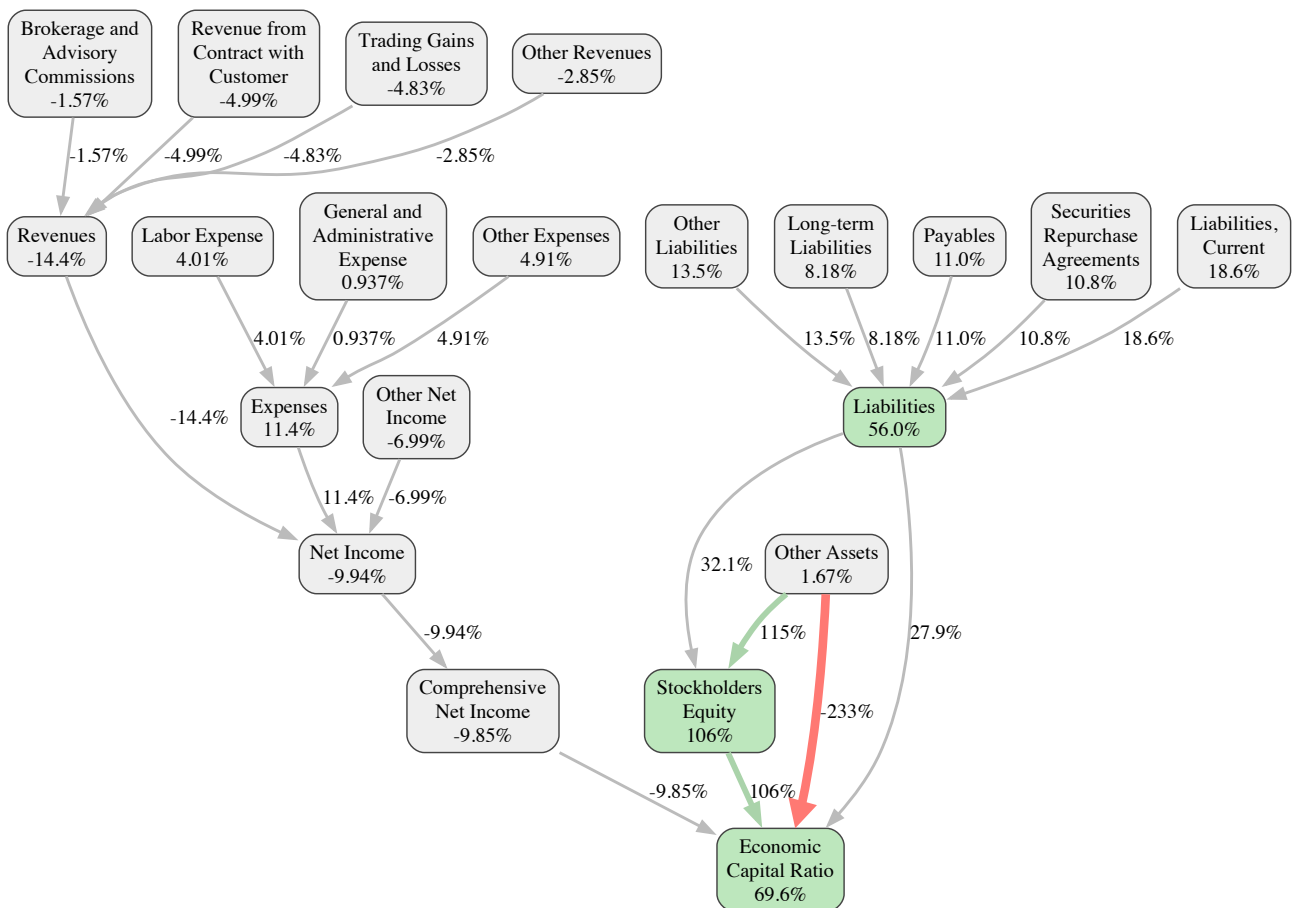 Brokerage and
Advisory
Commissions
-1.57%
Revenue from
Contract with
Customer
-4.99%
Trading Gains
and Losses
-4.83%
Other Revenues
-2.85%
-1.57%
-4.99%
-4.83%
-2.85%
Revenues
-14.4%
Labor Expense
4.01%
General and
Administrative
Expense
0.937%
Other Expenses
4.91%
Other
Liabilities
13.5%
Long-term
Liabilities
8.18%
Payables
11.0%
Securities
Repurchase
Agreements
10.8%
Liabilities,
Current
18.6%
4.01%
0.937%
4.91%
13.5%
8.18%
11.0%
10.8%
18.6%
-14.4%
Expenses
11.4%
Other Net
Income
-6.99%
Liabilities
56.0%
11.4%
-6.99%
Net Income
-9.94%
32.1%
Other Assets
1.67%
-9.94%
115%
27.9%
Comprehensive
Net Income
-9.85%
Stockholders
Equity
106%
-233%
-9.85%
106%
Economic
Capital Ratio
69.6%